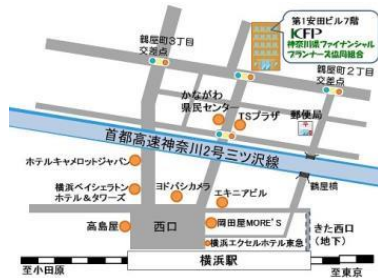 第1安田ビル7階
KFP
神奈川県ファイナンシャル
プランナーズ協同組合
鶴屋町3丁目
交差点
鶴屋町2丁目
交差点
かながわ
県民センター
TSプラザ
郵便局
首都高速神奈川2号三ツ沢線
ホテルキャメロットジャパン
鶴屋橋
横浜ベイシェラトン
ホテル&タワーズ
ヨドバシカメラ
エキニアビル
高島屋
西口
岡田屋MORE'S
きた西口
(地下)
横浜エクセルホテル東急
至小田原
横浜駅
至東京